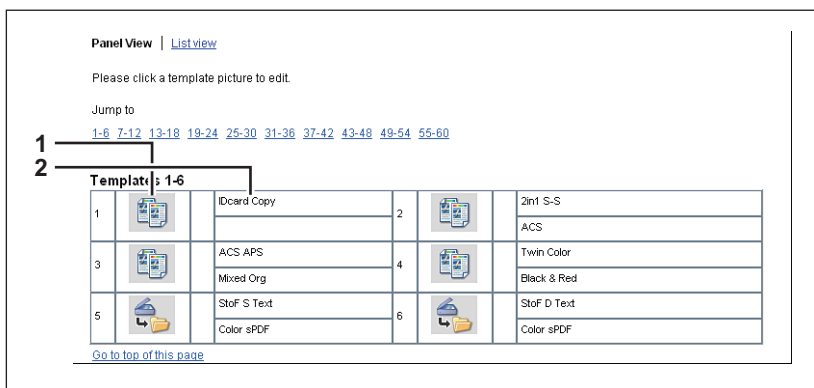 Panel View | List view
Please click a template picture to edit.
Jump to
1-6 7-12 13-18 19-24 25-30 31-36 37-42 43-48 49-54 55-60
1
2
Templates 1-6
1 IDcard Copy 2 2in1 S-S
ACS
3 ACS APS 4 Twin Color
Mixed Org Black & Red
5 StoF S Text 6 StoF D Text
Color sPDF Color sPDF
Go to top of this page